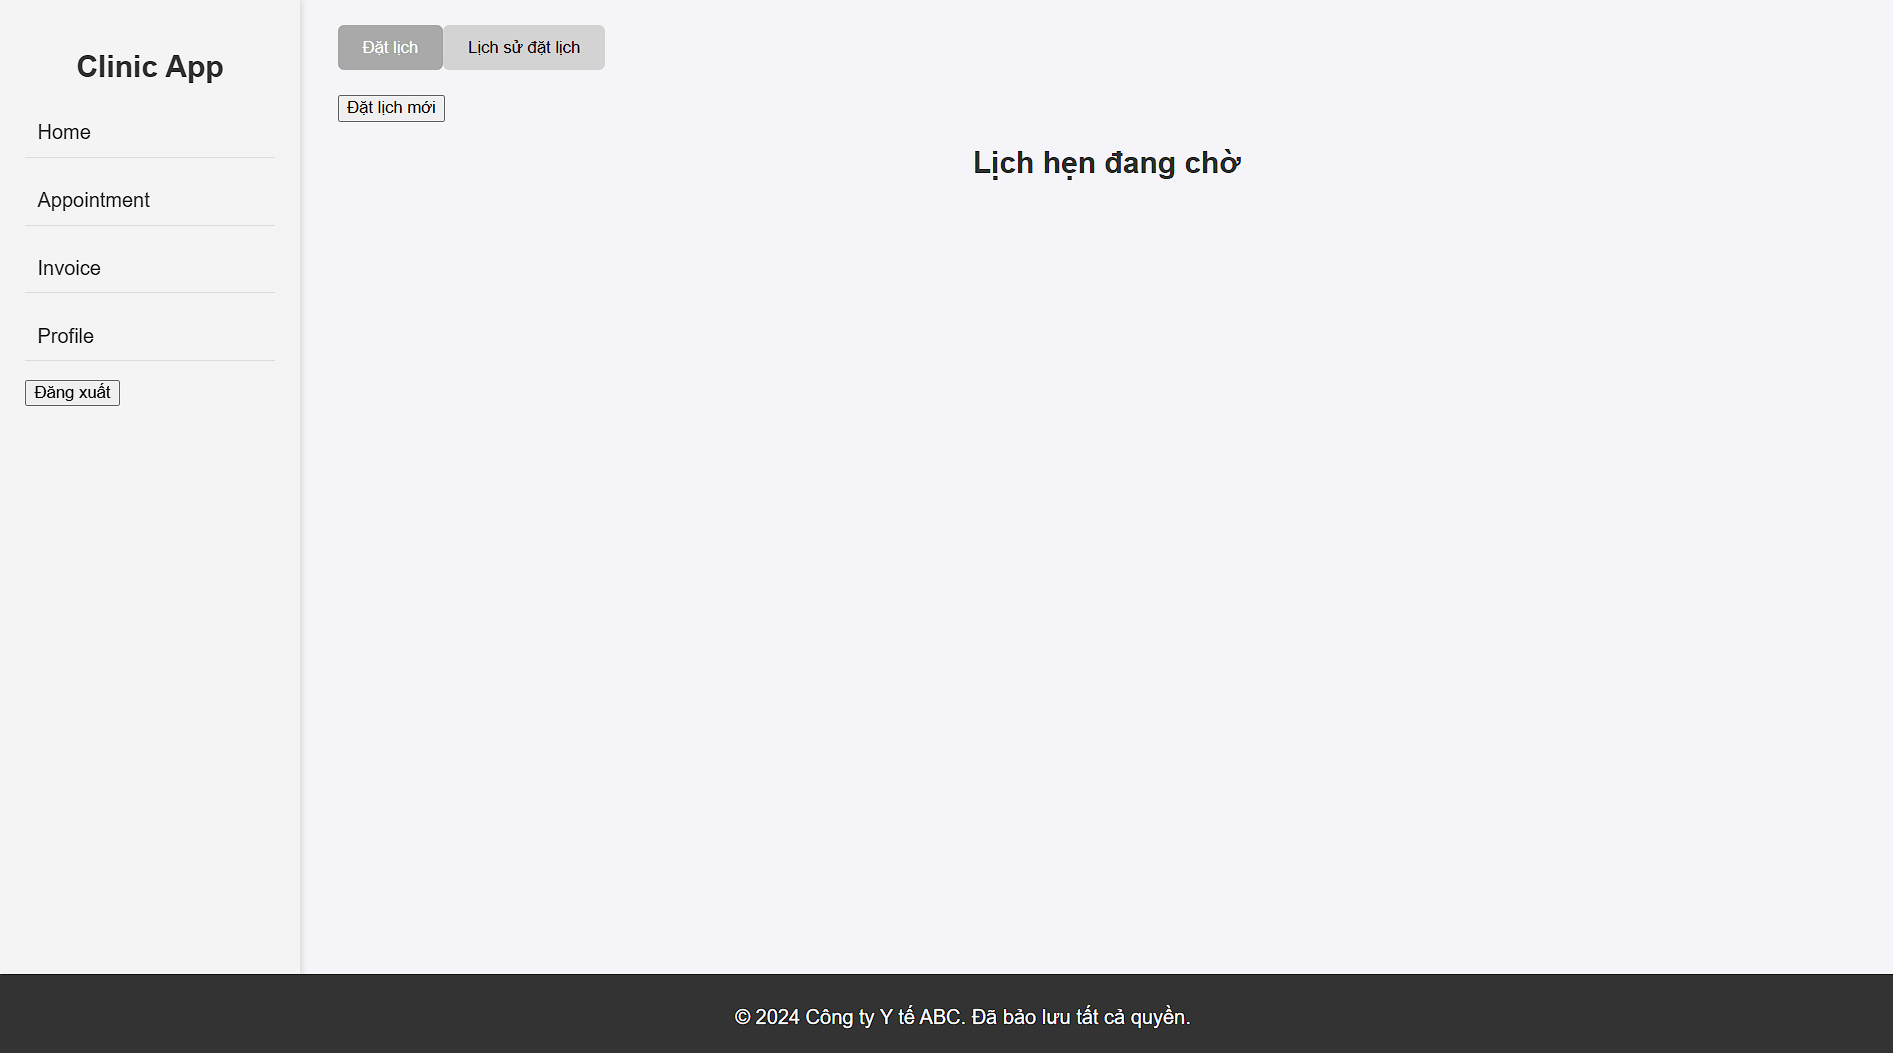 Clinic App
Home
Appointment
Invoice
Profile
Đăng xuất
Đặt lịch
Lịch sử đặt lịch
Đặt lịch mới
Lịch hẹn đang chờ
© 2024 Công ty Y tế ABC. Đã bảo lưu tất cả quyền.